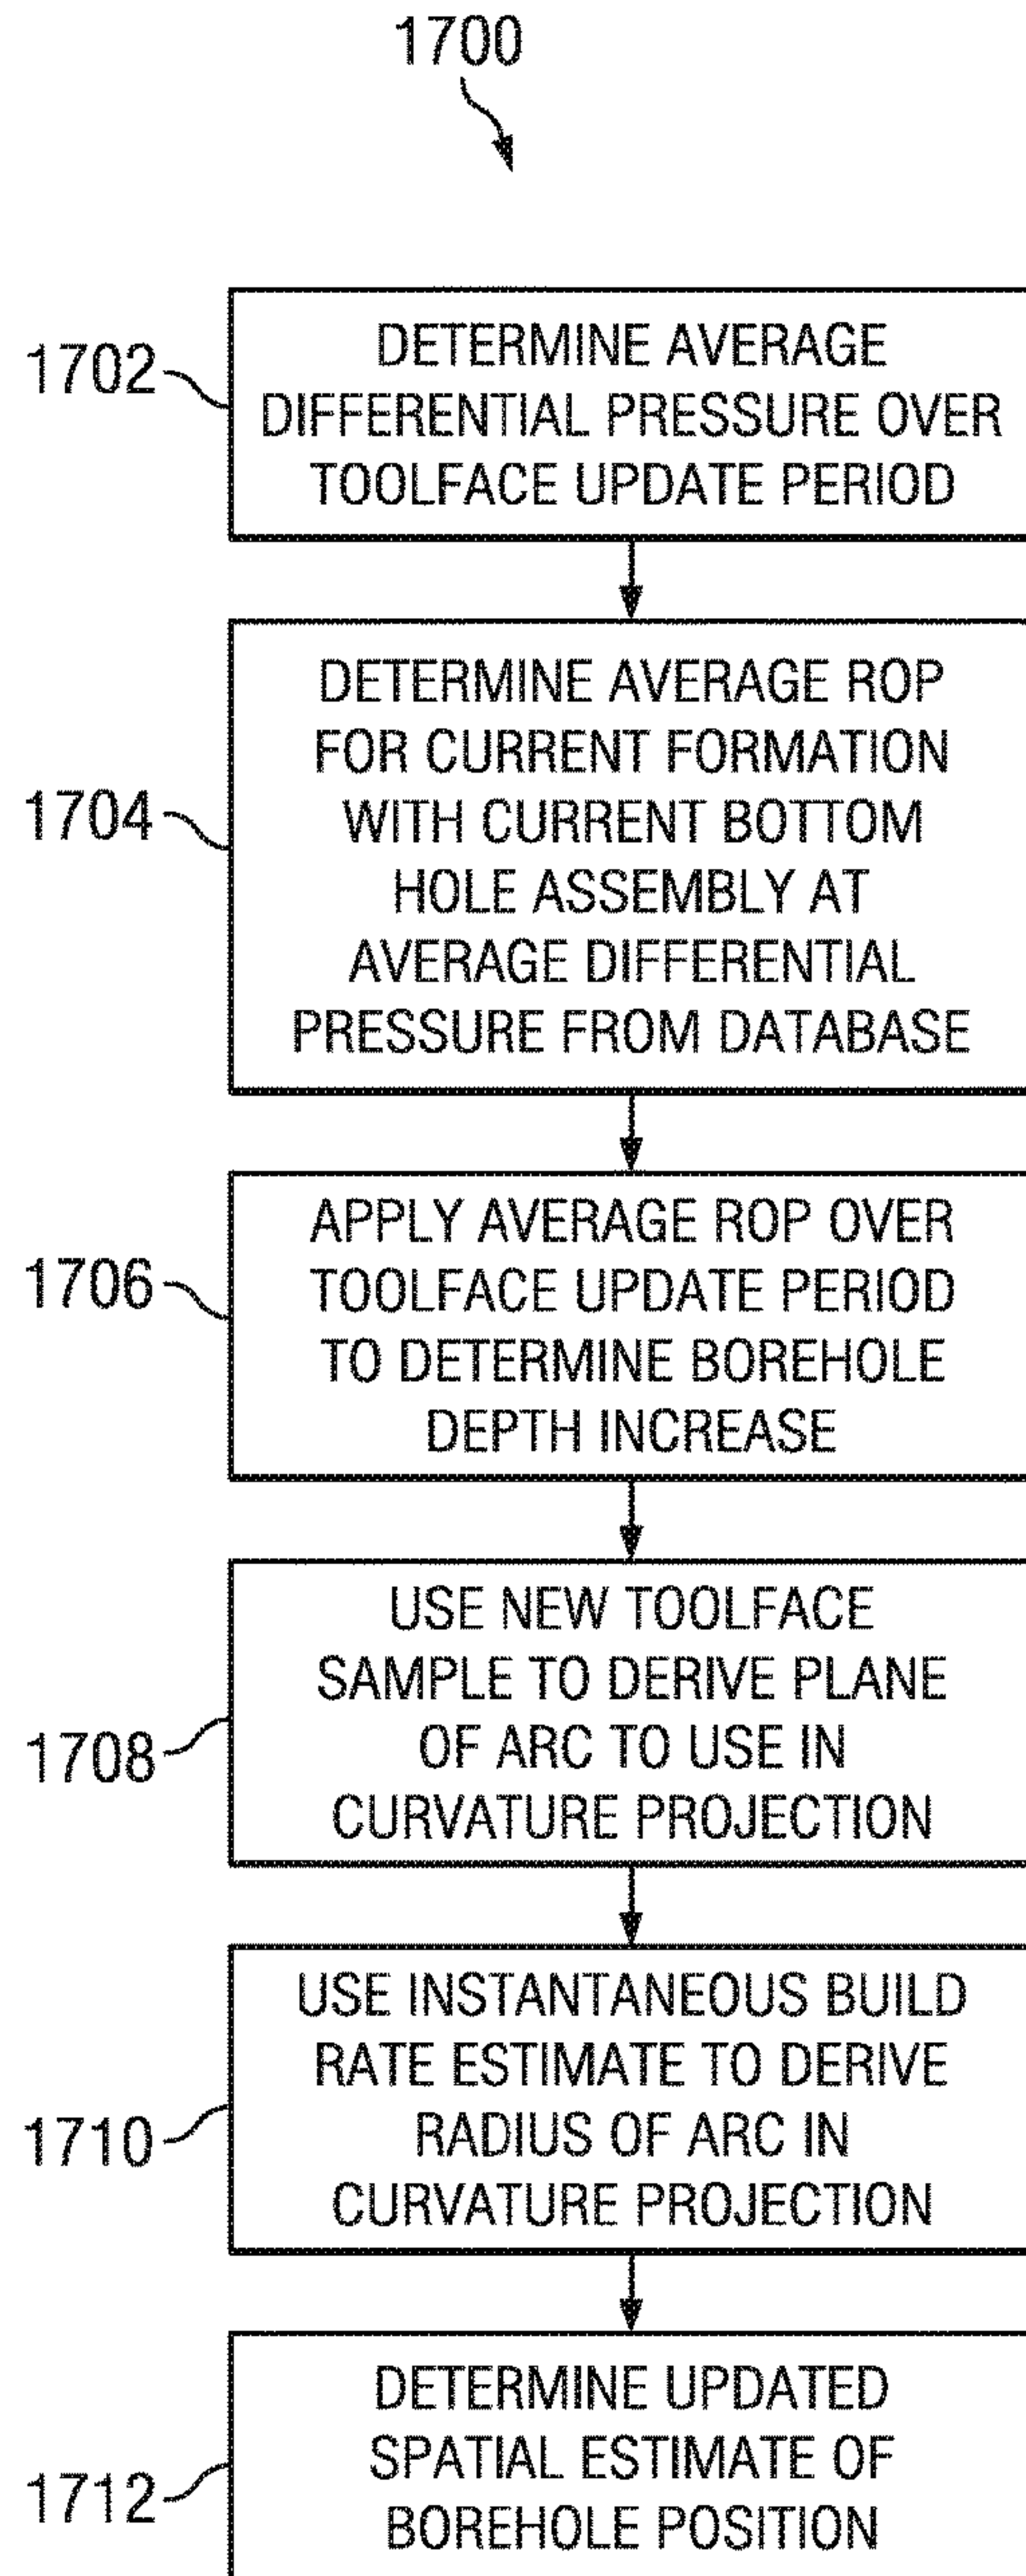 1700
1702
DETERMINE AVERAGE
DIFFERENTIAL PRESSURE OVER
TOOLFACE UPDATE PERIOD
1704
DETERMINE AVERAGE ROP
FOR CURRENT FORMATION
WITH CURRENT BOTTOM
HOLE ASSEMBLY AT
AVERAGE DIFFERENTIAL
PRESSURE FROM DATABASE
1706
APPLY AVERAGE ROP OVER
TOOLFACE UPDATE PERIOD
TO DETERMINE BOREHOLE
DEPTH INCREASE
1708
USE NEW TOOLFACE
SAMPLE TO DERIVE PLANE
OF ARC TO USE IN
CURVATURE PROJECTION
1710
USE INSTANTANEOUS BUILD
RATE ESTIMATE TO DERIVE
RADIUS OF ARC IN
CURVATURE PROJECTION
1712
DETERMINE UPDATED
SPATIAL ESTIMATE OF
BOREHOLE POSITION